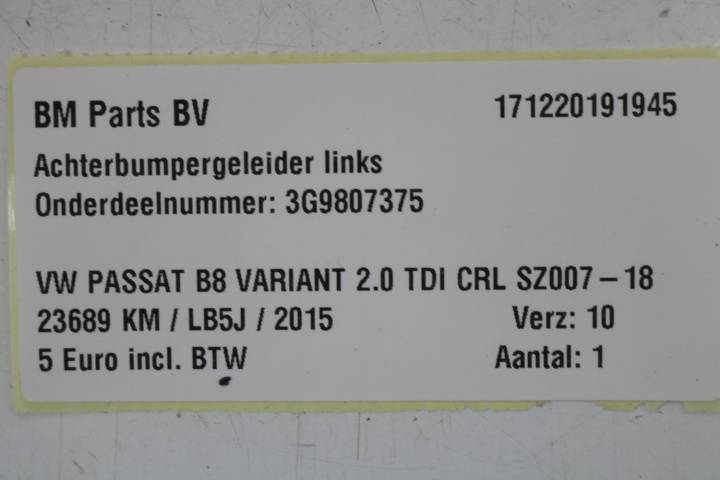 BM Parts BV 171220191945
Achterbumpergeleider links
Onderdeelnummer: 3G9807375
VW PASSAT B8 VARIANT 2.0 TDI CRL SZ007-18
23689 KM / LB5J / 2015 Verz: 10
5 Euro incl. BTW Aantal: 1